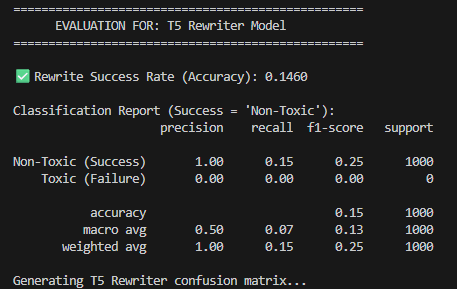 ==================================================
EVALUATION FOR: T5 Rewriter Model
==================================================
✅ Rewrite Success Rate (Accuracy): 0.1460
Classification Report (Success = 'Non-Toxic'):
precision recall f1-score support
Non-Toxic (Success) 1.00 0.15 0.25 1000
Toxic (Failure) 0.00 0.00 0.00 0
accuracy 0.15 1000
macro avg 0.50 0.07 0.13 1000
weighted avg 1.00 0.15 0.25 1000
Generating T5 Rewriter confusion matrix...